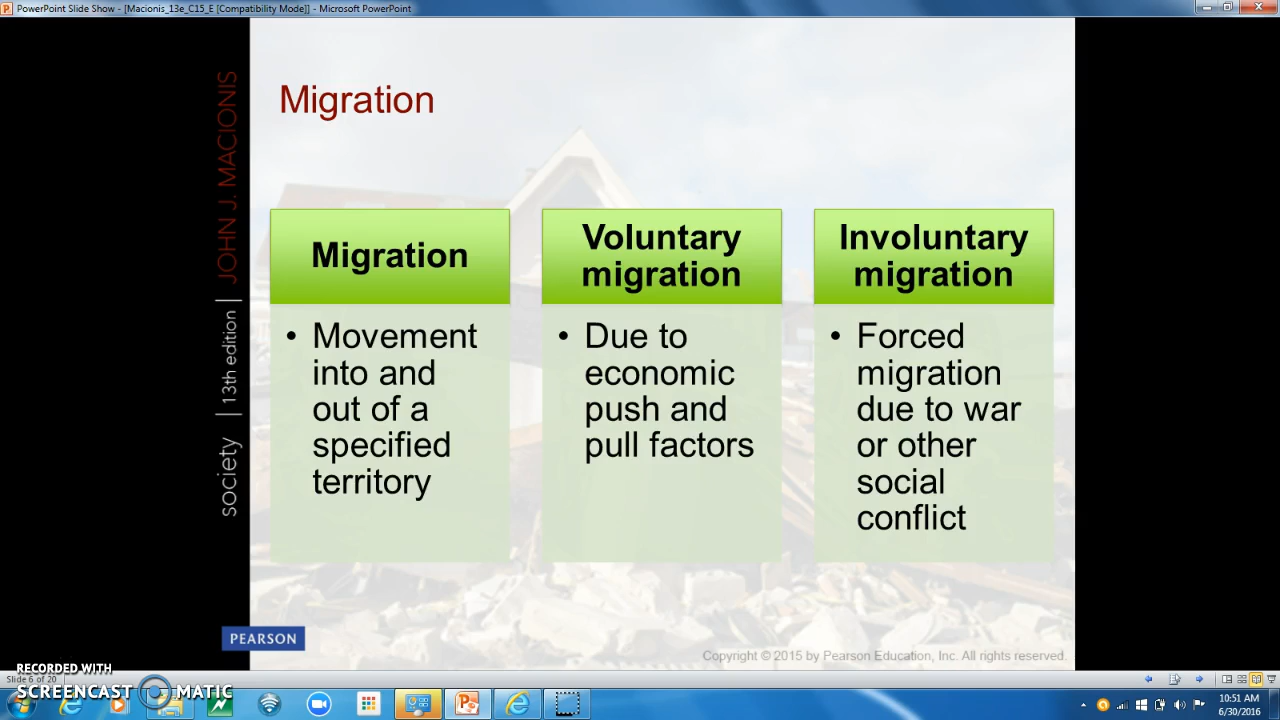 PowerPoint Slide Show - [Macionis_13e_C15_E [Compatibility Mode]] - Microsoft PowerPoint
society | 13th edition | JOHN J. MACIONIS
Migration
Migration
• Movement
into and
out of a
specified
territory
Voluntary
migration
• Due to
economic
push and
pull factors
Involuntary
migration
• Forced
migration
due to war
or other
social
conflict
PEARSON
Copyright © 2015 by Pearson Education, Inc. All rights reserved.
RECORDED WITH
SCREENCAST MATIC
Slide 6 of 20
10:51 AM
6/30/2016